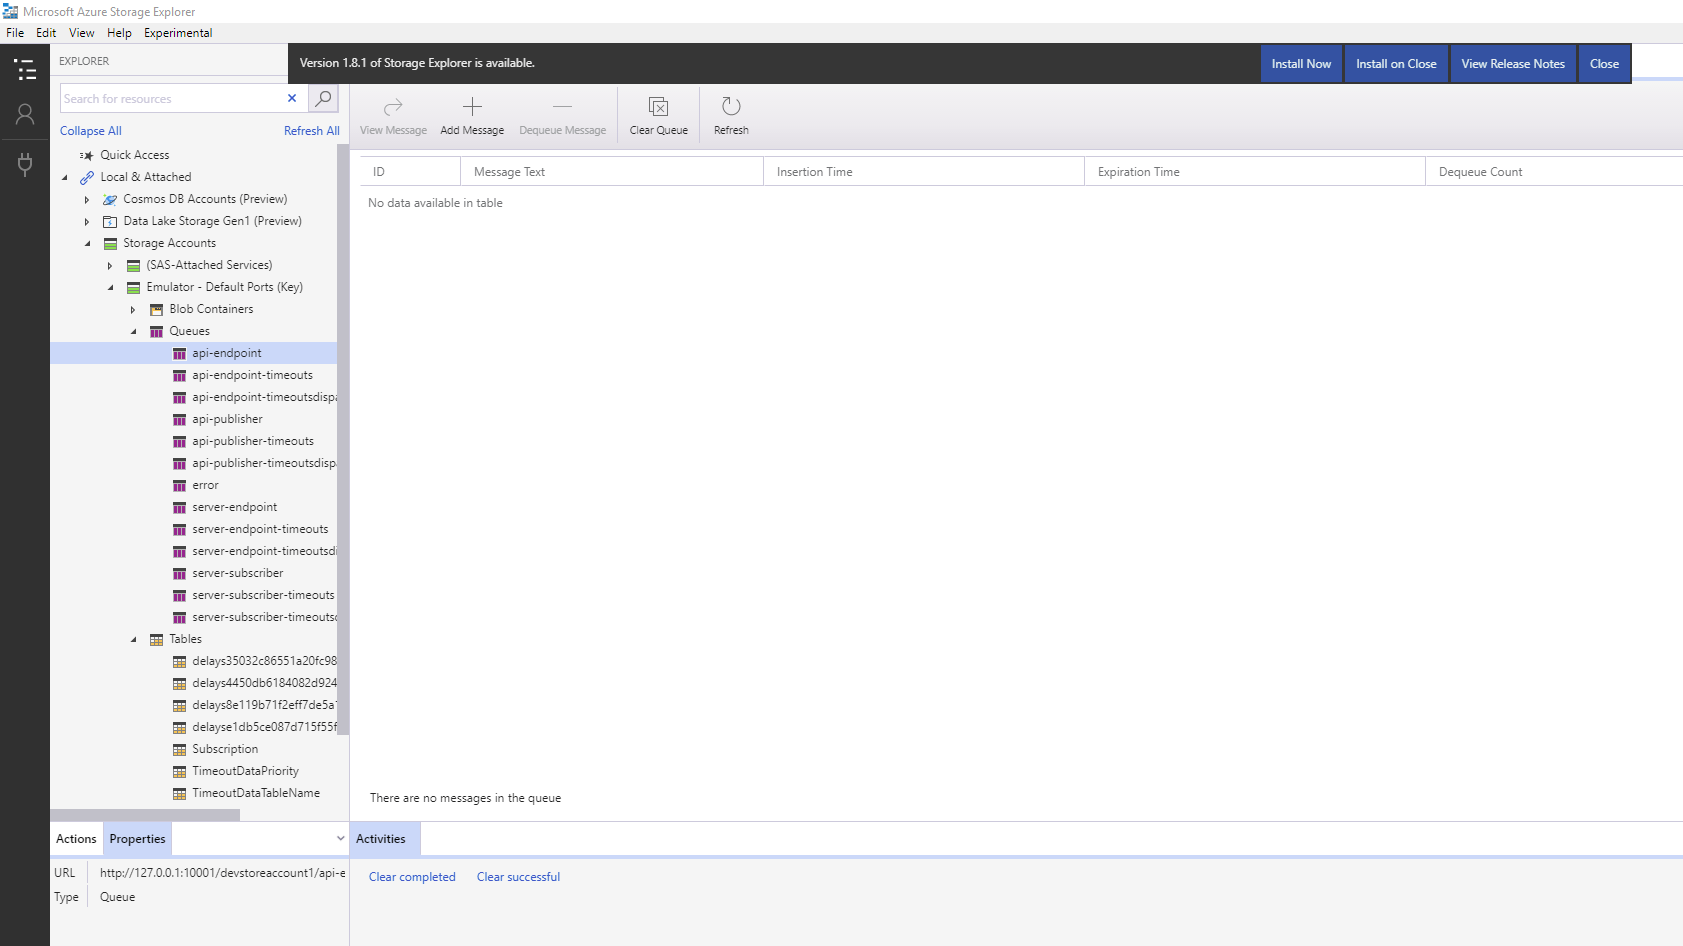 Microsoft Azure Storage Explorer
File Edit View Help Experimental
EXPLORER
Version 1.8.1 of Storage Explorer is available.
Install Now Install on Close View Release Notes Close
Search for resources
Collapse All Refresh All
Quick Access
Local & Attached
Cosmos DB Accounts (Preview)
Data Lake Storage Gen1 (Preview)
Storage Accounts
(SAS-Attached Services)
Emulator - Default Ports (Key)
Blob Containers
Queues
api-endpoint
api-endpoint-timeouts
api-endpoint-timeoutsdispa
api-publisher
api-publisher-timeouts
api-publisher-timeoutsdisp
error
server-endpoint
server-endpoint-timeouts
server-endpoint-timeoutsdi
server-subscriber
server-subscriber-timeouts
server-subscriber-timeouts
Tables
delays35032c86551a20fc98
delays4450db6184082d924
delays8e119b71f2eff7de5a
delayse1db5ce087d715f55f
Subscription
TimeoutDataPriority
TimeoutDataTableName
View Message Add Message Dequeue Message Clear Queue Refresh
ID Message Text Insertion Time Expiration Time Dequeue Count
No data available in table
There are no messages in the queue
Actions Properties
URL http://127.0.0.1:10001/devstoreaccount1/api-e
Type Queue
Activities
Clear completed Clear successful